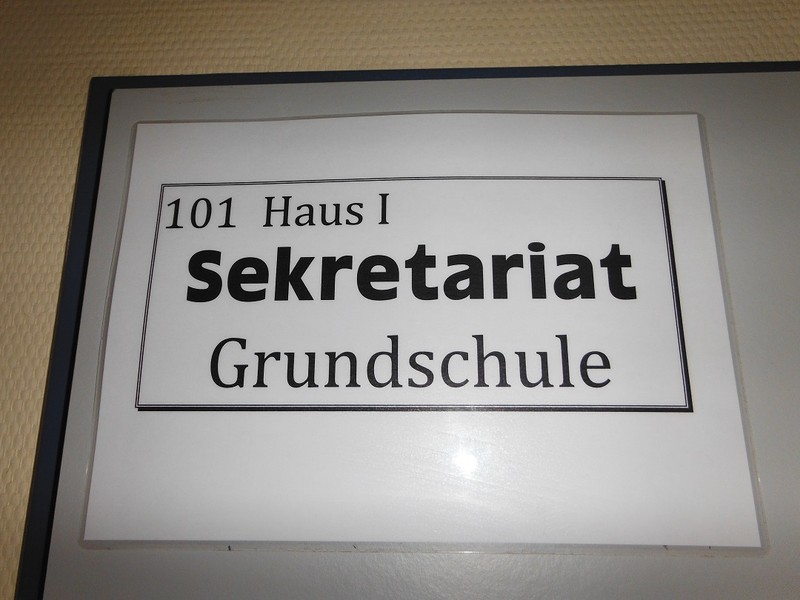 101 Haus I
Sekretariat
Grundschule